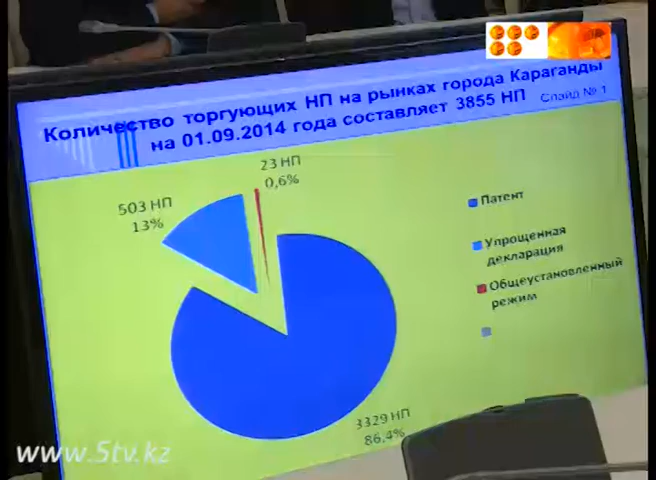 Количество торгующих НП на рынках города Караганды
на 01.09.2014 года составляет 3855 НП
Слайд № 1
23 НП
0,6%
503 НП
13%
Патент
Упрощенная
декларация
Общеустановленный
режим
3329 НП
86.4%
www.5tv.kz